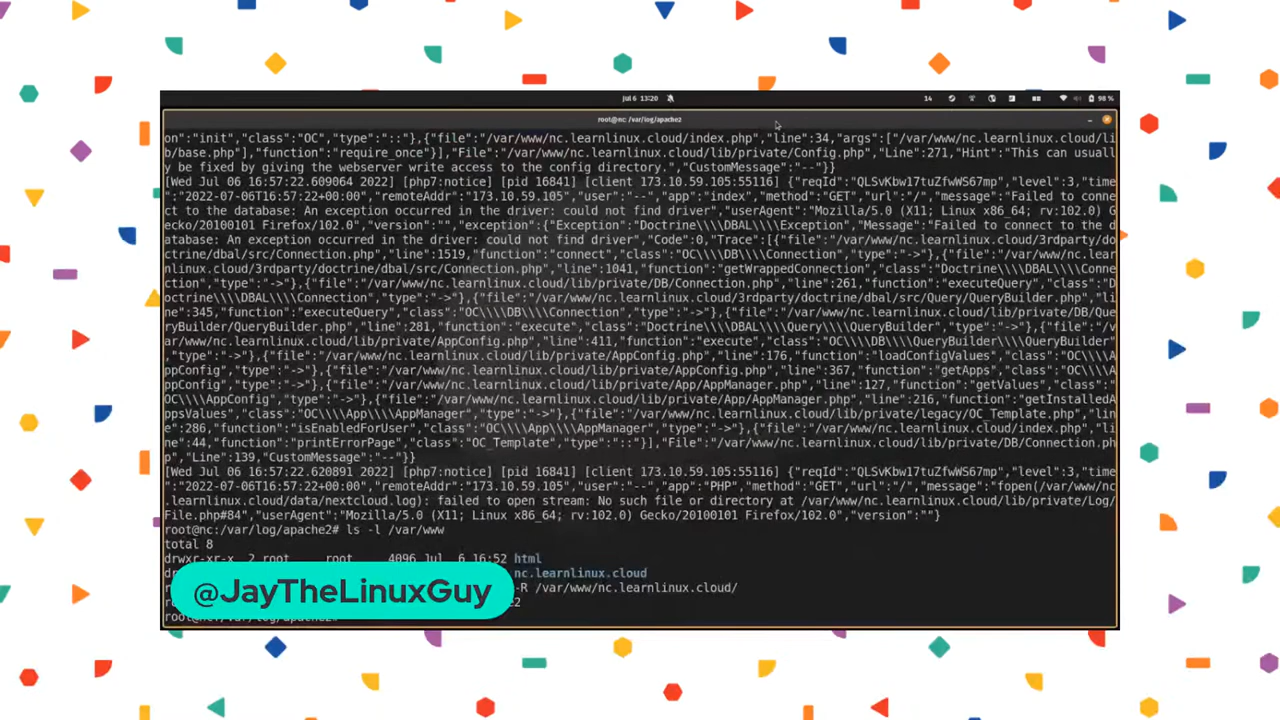 Jul 6 13:20
14
98 %
root@nc: /var/log/apache2
on":"init","class":"OC","type":"::"},{"file":"/var/www/nc.learnlinux.cloud/index.php","line":34,"args":["/var/www/nc.learnlinux.cloud/li
b/base.php"],"function":"require_once"}],"File":"/var/www/nc.learnlinux.cloud/lib/private/Config.php","Line":271,"Hint":"This can usuall
y be fixed by giving the webserver write access to the config directory.","CustomMessage":"--"}}
[Wed Jul 06 16:57:22.609064 2022] [php7:notice] [pid 16841] [client 173.10.59.105:55116] {"reqId":"QLSvKbw17tuZfwWS67mp","level":3,"time
":"2022-07-06T16:57:22+00:00","remoteAddr":"173.10.59.105","user":"--","app":"index","method":"GET","url":"/","message":"Failed to conne
ct to the database: An exception occurred in the driver: could not find driver","userAgent":"Mozilla/5.0 (X11; Linux x86_64; rv:102.0) G
ecko/20100101 Firefox/102.0","version":"","exception":{"Exception":"Doctrine\\\\DBAL\\\\Exception","Message":"Failed to connect to the d
atabase: An exception occurred in the driver: could not find driver","Code":0,"Trace":[{"file":"/var/www/nc.learnlinux.cloud/3rdparty/do
ctrine/dbal/src/Connection.php","line":1519,"function":"connect","class":"OC\\\\DB\\\\Connection","type":"->"},{"file":"/var/www/nc.lear
nlinux.cloud/3rdparty/doctrine/dbal/src/Connection.php","line":1041,"function":"getWrappedConnection","class":"Doctrine\\\\DBAL\\\\Conne
ction","type":"->"},{"file":"/var/www/nc.learnlinux.cloud/lib/private/DB/Connection.php","line":261,"function":"executeQuery","class":"D
octrine\\\\DBAL\\\\Connection","type":"->"},{"file":"/var/www/nc.learnlinux.cloud/3rdparty/doctrine/dbal/src/Query/QueryBuilder.php","li
ne":345,"function":"executeQuery","class":"OC\\\\DB\\\\Connection","type":"->"},{"file":"/var/www/nc.learnlinux.cloud/lib/private/DB/Que
ryBuilder/QueryBuilder.php","line":281,"function":"execute","class":"Doctrine\\\\DBAL\\\\Query\\\\QueryBuilder","type":"->"},{"file":"/v
ar/www/nc.learnlinux.cloud/lib/private/AppConfig.php","line":411,"function":"execute","class":"OC\\\\DB\\\\QueryBuilder\\\\QueryBuilder"
,"type":"->"},{"file":"/var/www/nc.learnlinux.cloud/lib/private/AppConfig.php","line":176,"function":"loadConfigValues","class":"OC\\\\A
ppConfig","type":"->"},{"file":"/var/www/nc.learnlinux.cloud/lib/private/AppConfig.php","line":367,"function":"getApps","class":"OC\\\\A
ppConfig","type":"->"},{"file":"/var/www/nc.learnlinux.cloud/lib/private/App/AppManager.php","line":127,"function":"getValues","class":"
OC\\\\AppConfig","type":"->"},{"file":"/var/www/nc.learnlinux.cloud/lib/private/App/AppManager.php","line":216,"function":"getInstalledA
ppsValues","class":"OC\\\\App\\\\AppManager","type":"->"},{"file":"/var/www/nc.learnlinux.cloud/lib/private/legacy/OC_Template.php","lin
e":286,"function":"isEnabledForUser","class":"OC\\\\App\\\\AppManager","type":"->"},{"file":"/var/www/nc.learnlinux.cloud/index.php","li
ne":44,"function":"printErrorPage","class":"OC_Template","type":"::"}],"File":"/var/www/nc.learnlinux.cloud/lib/private/DB/Connection.ph
p","Line":139,"CustomMessage":"--"}}
[Wed Jul 06 16:57:22.620891 2022] [php7:notice] [pid 16841] [client 173.10.59.105:55116] {"reqId":"QLSvKbw17tuZfwWS67mp","level":3,"time
":"2022-07-06T16:57:22+00:00","remoteAddr":"173.10.59.105","user":"--","app":"PHP","method":"GET","url":"/","message":"fopen(/var/www/nc
.learnlinux.cloud/data/nextcloud.log): failed to open stream: No such file or directory at /var/www/nc.learnlinux.cloud/lib/private/Log/
File.php#84","userAgent":"Mozilla/5.0 (X11; Linux x86_64; rv:102.0) Gecko/20100101 Firefox/102.0","version":""}
root@nc:/var/log/apache2# ls -l /var/www
total 8
drwxr-xr-x 2 root root 4096 Jul 6 16:52 html
nc.learnlinux.cloud
-R /var/www/nc.learnlinux.cloud/
@JayTheLinuxGuy
root@nc:/var/log/apache2#